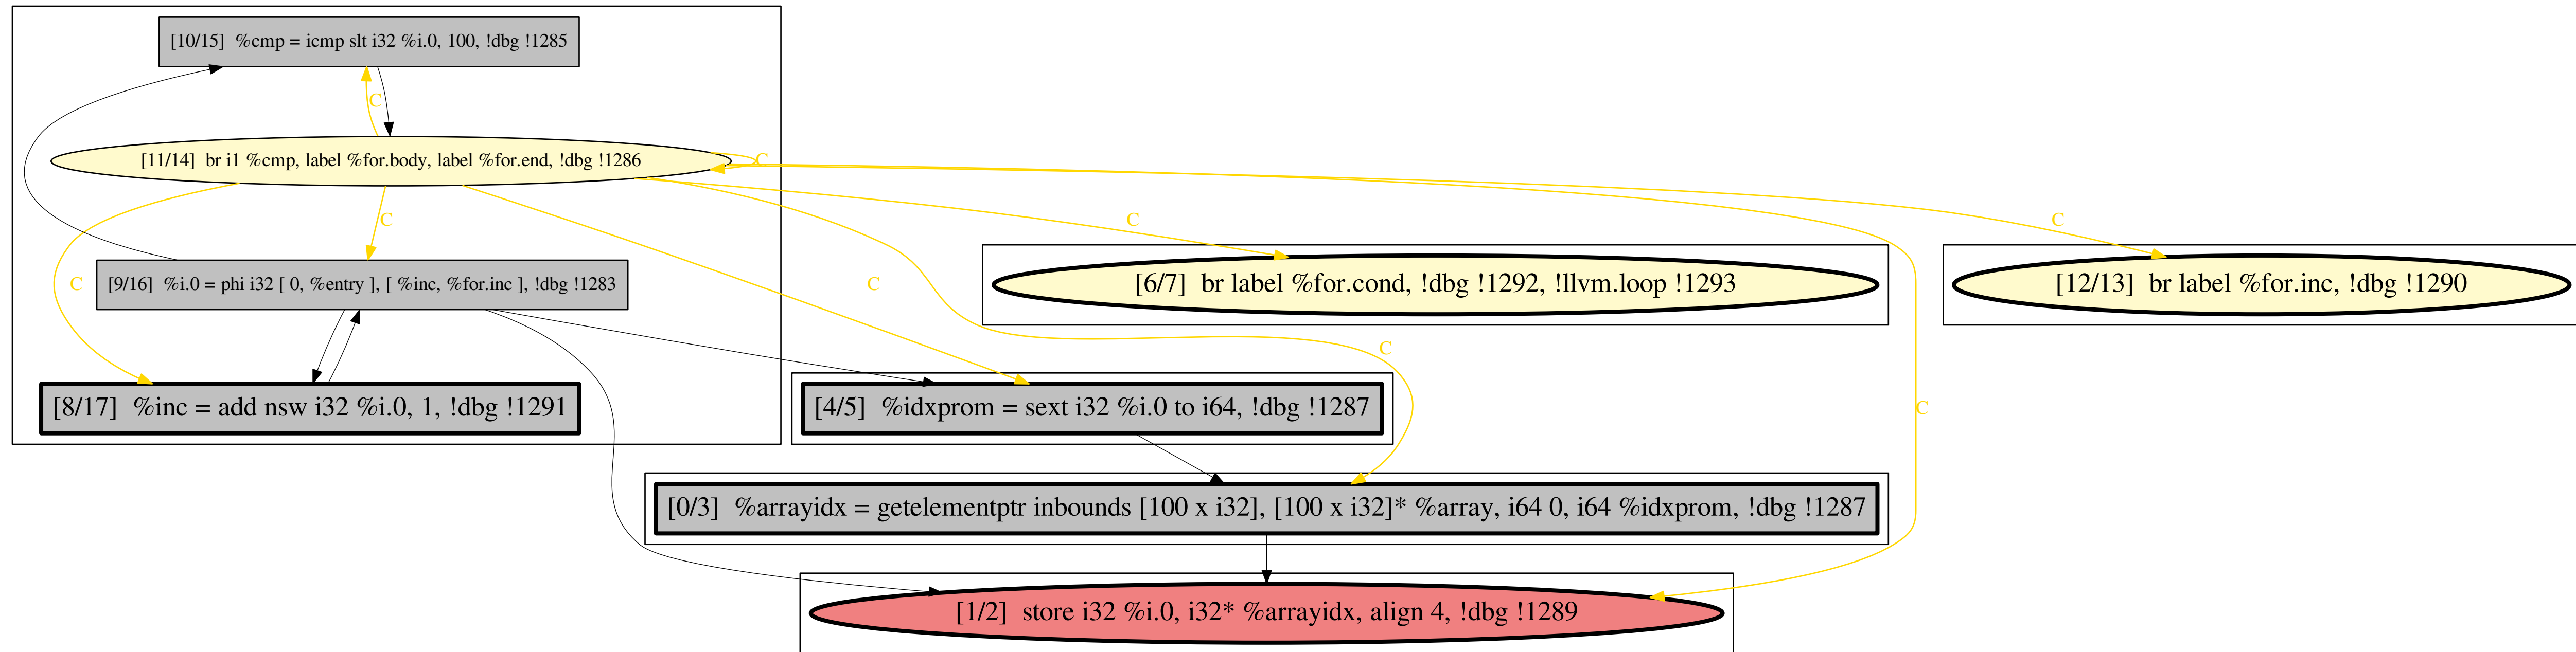 [10/15]  %cmp = icmp slt i32 %i.0, 100, !dbg !1285
C
[11/14]  br i1 %cmp, label %for.body, label %for.end, !dbg !1286
C
C
C
C
[9/16]  %i.0 = phi i32 [ 0, %entry ], [ %inc, %for.inc ], !dbg !1283
C
C
[6/7]  br label %for.cond, !dbg !1292, !llvm.loop !1293
[12/13]  br label %for.inc, !dbg !1290
C
[8/17]  %inc = add nsw i32 %i.0, 1, !dbg !1291
[4/5]  %idxprom = sext i32 %i.0 to i64, !dbg !1287
C
[0/3]  %arrayidx = getelementptr inbounds [100 x i32], [100 x i32]* %array, i64 0, i64 %idxprom, !dbg !1287
[1/2]  store i32 %i.0, i32* %arrayidx, align 4, !dbg !1289